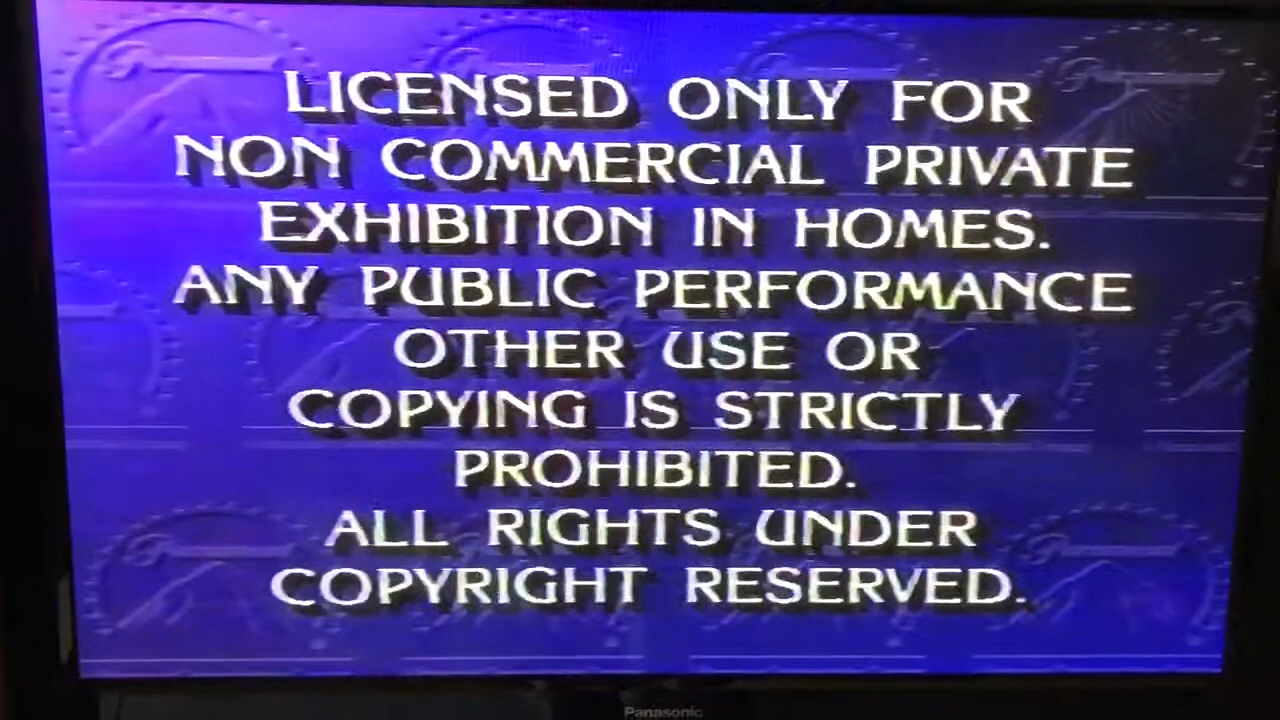 LICENSED ONLY FOR
NON COMMERCIAL PRIVATE
EXHIBITION IN HOMES.
ANY PUBLIC PERFORMANCE
OTHER USE OR
COPYING IS STRICTLY
PROHIBITED.
ALL RIGHTS UNDER
COPYRIGHT RESERVED.
Panasonic